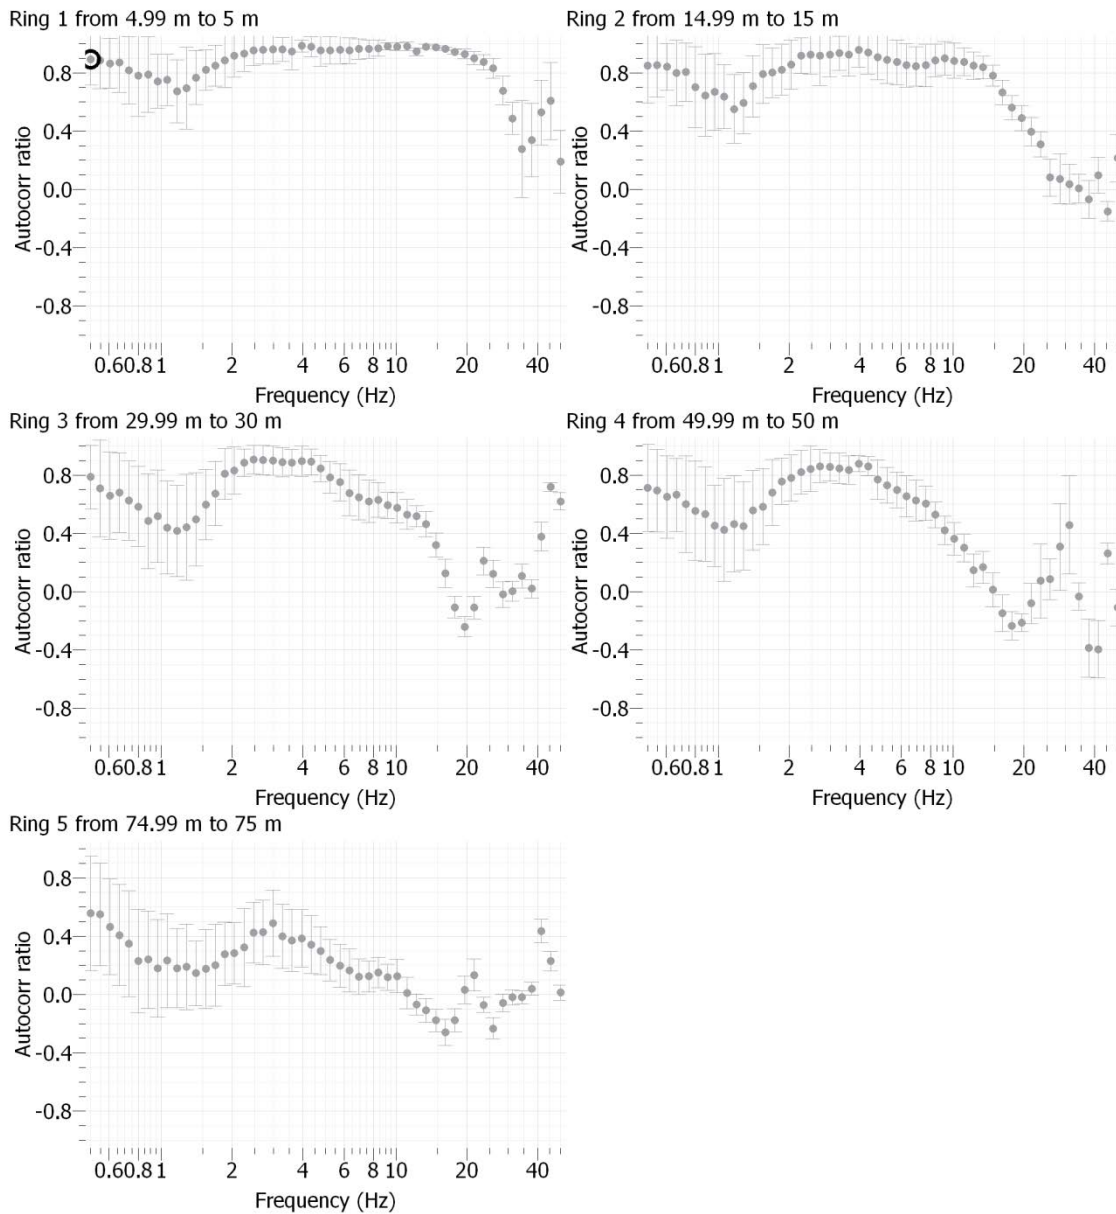 Ring 1 from 4.99 m to 5 m
Autocorr ratio
0.8
0.4
0.0
-0.4
-0.8
0.60.81 2 4 6 8 10 20 40
Frequency (Hz)
Ring 2 from 14.99 m to 15 m
Autocorr ratio
0.8
0.4
0.0
-0.4
-0.8
0.60.81 2 4 6 8 10 20 40
Frequency (Hz)
Ring 3 from 29.99 m to 30 m
Autocorr ratio
0.8
0.4
0.0
-0.4
-0.8
0.60.81 2 4 6 8 10 20 40
Frequency (Hz)
Ring 4 from 49.99 m to 50 m
Autocorr ratio
0.8
0.4
0.0
-0.4
-0.8
0.60.81 2 4 6 8 10 20 40
Frequency (Hz)
Ring 5 from 74.99 m to 75 m
Autocorr ratio
0.8
0.4
0.0
-0.4
-0.8
0.60.81 2 4 6 8 10 20 40
Frequency (Hz)